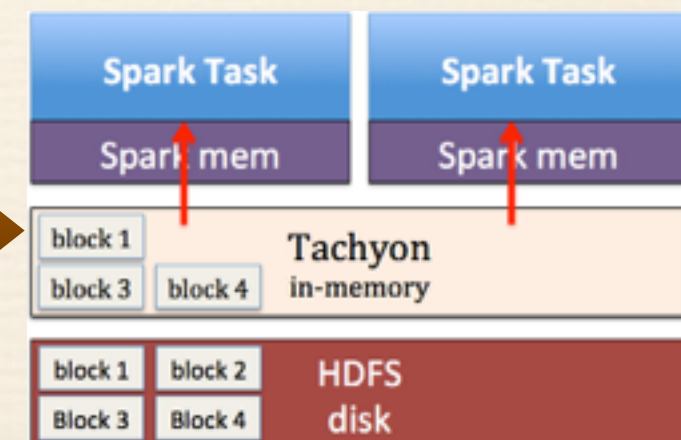 Spark Task Spark Task
Spark mem Spark mem
block 1
Tachyon
block 3 block 4 in-memory
block 1 block 2 HDFS
Block 3 Block 4 disk